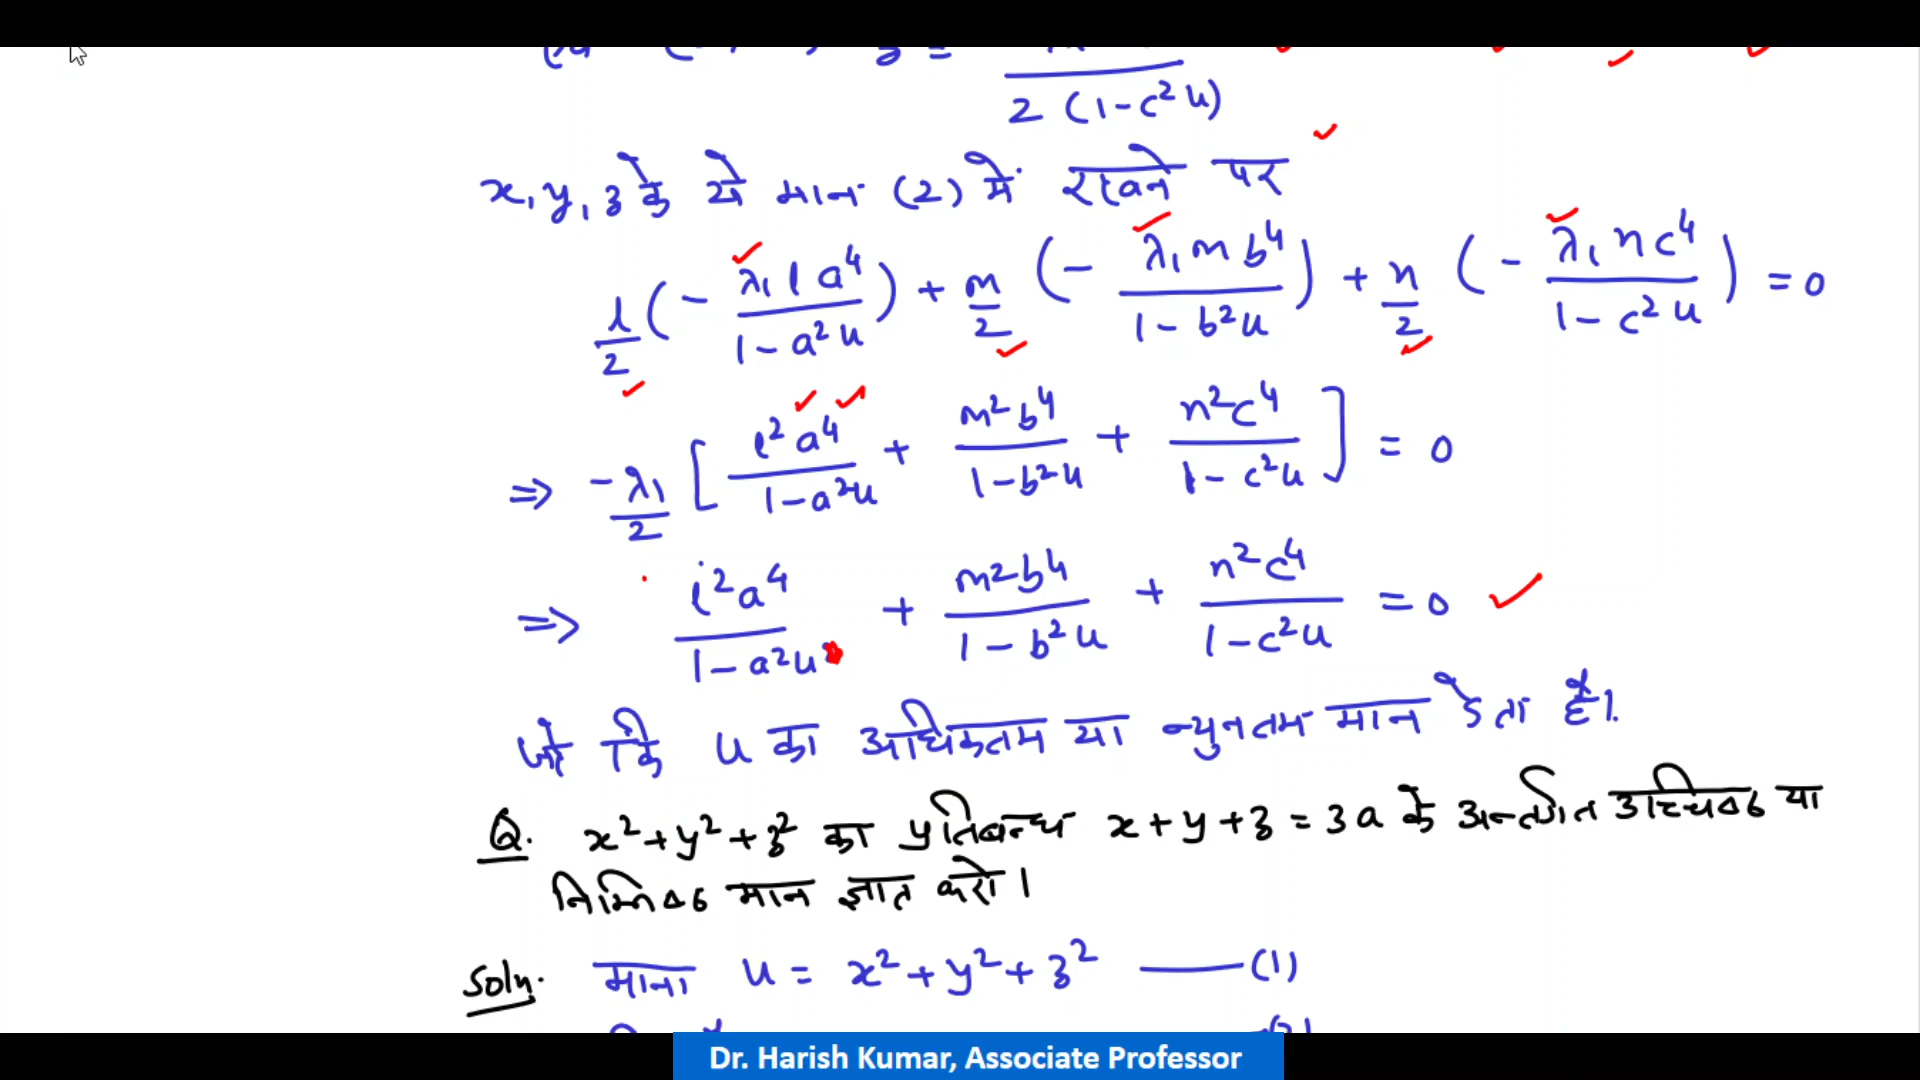 2 (1-c²u)
x, y, z के ये मान (2) में रखने पर
l/2 (- λ₁ l a⁴ / 1-a²u) + m/2 (- λ₁ m b⁴ / 1-b²u) + n/2 (- λ₁ n c⁴ / 1-c²u) = 0
⇒ -λ₁/2 [ l²a⁴ / 1-a²u + m²b⁴ / 1-b²u + n²c⁴ / 1-c²u ] = 0
⇒ l²a⁴ / 1-a²u + m²b⁴ / 1-b²u + n²c⁴ / 1-c²u = 0
जो कि u का अधिकतम या न्युनतम मान देता है।
Q. x²+y²+z² का प्रतिबन्ध x+y+z = 3a के अन्तर्गत उच्चिष्ठ या
निम्निष्ठ मान ज्ञात करो।
Soln. माना u = x²+y²+z² —— (1)
Dr. Harish Kumar, Associate Professor